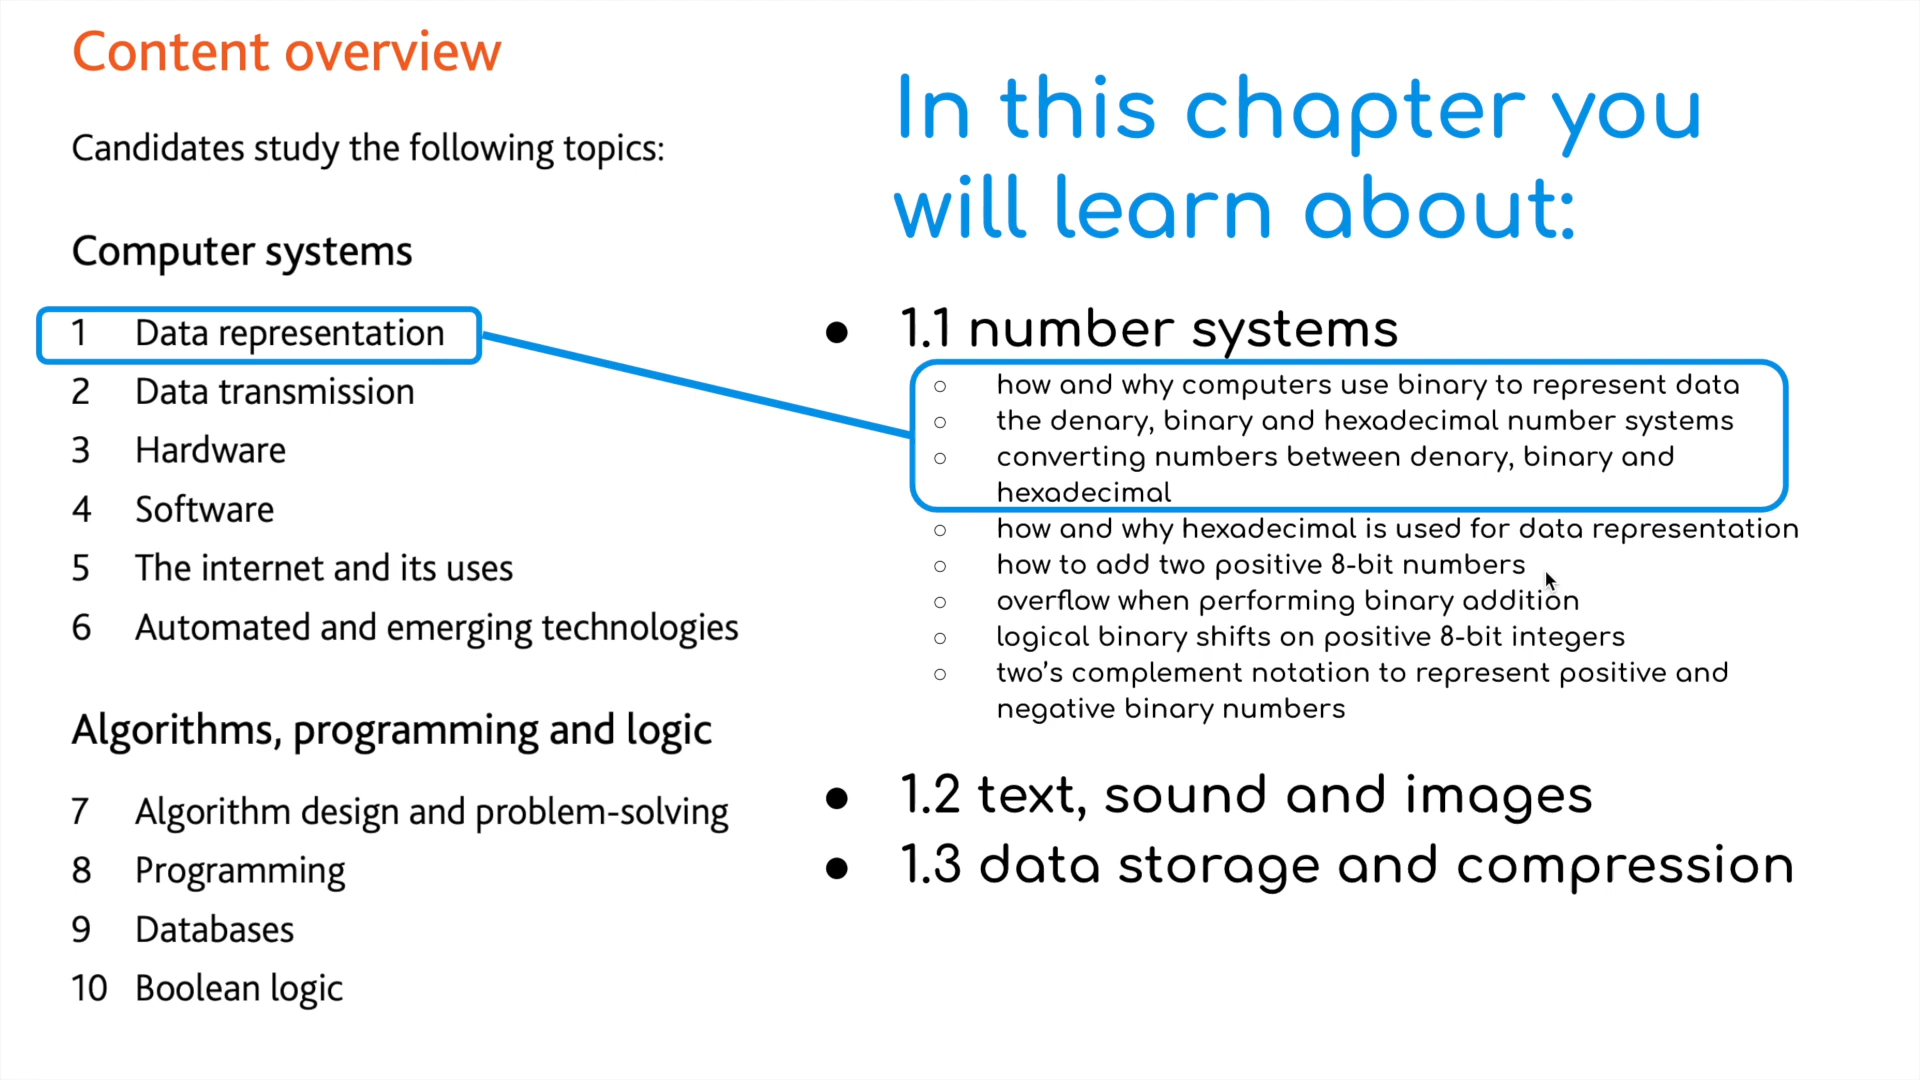 Content overview
Candidates study the following topics:
Computer systems
1 Data representation
2 Data transmission
3 Hardware
4 Software
5 The internet and its uses
6 Automated and emerging technologies
Algorithms, programming and logic
7 Algorithm design and problem-solving
8 Programming
9 Databases
10 Boolean logic
In this chapter you
will learn about:
● 1.1 number systems
○ how and why computers use binary to represent data
○ the denary, binary and hexadecimal number systems
○ converting numbers between denary, binary and
hexadecimal
○ how and why hexadecimal is used for data representation
○ how to add two positive 8-bit numbers
○ overflow when performing binary addition
○ logical binary shifts on positive 8-bit integers
○ two’s complement notation to represent positive and
negative binary numbers
● 1.2 text, sound and images
● 1.3 data storage and compression